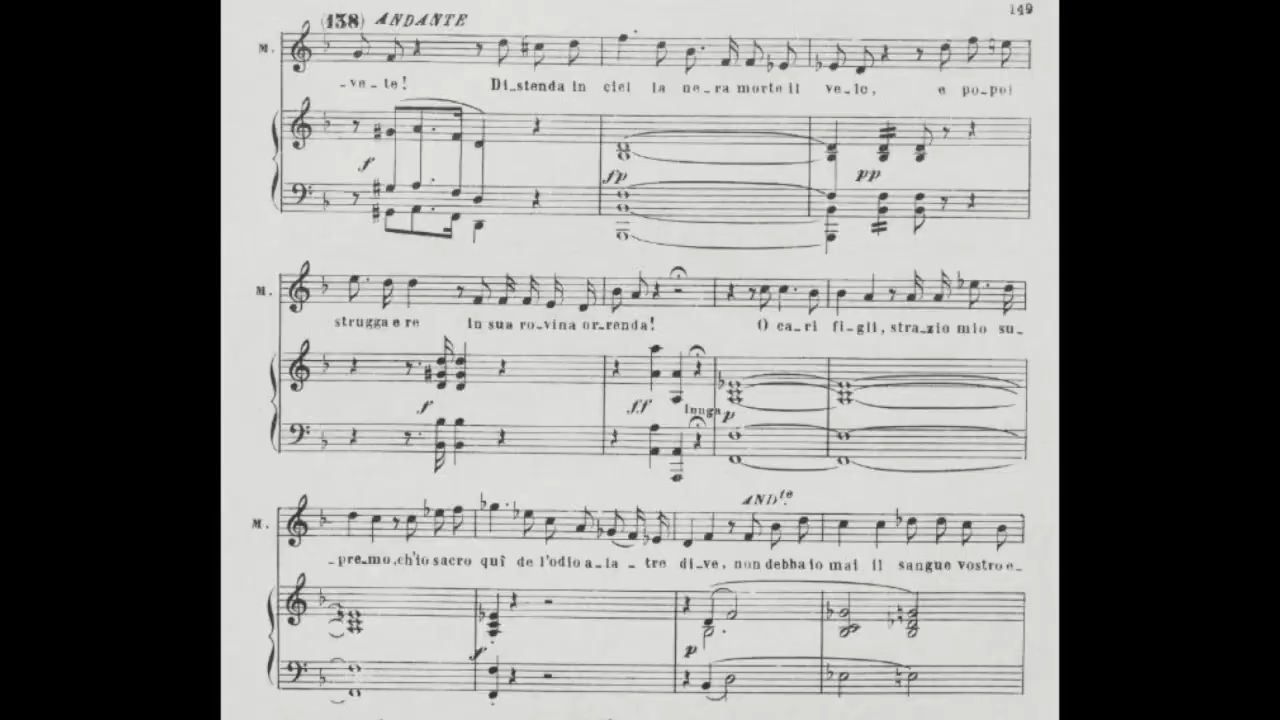 149
(138) ANDANTE
M.
-ve-te! Di-stenda in ciel la ne-ra morte il ve-lo, e po-poi
f fp pp
M.
strugga e re in sua ro-vina or-renda! O ca-ri fi-gli, stra-zio mio su-
f ff lunga p
AND.te
M.
-pre-mo, ch'io sacro quî de l'odio a-la-tre di-ve, non debba io mai il sangue vostro e-
f p